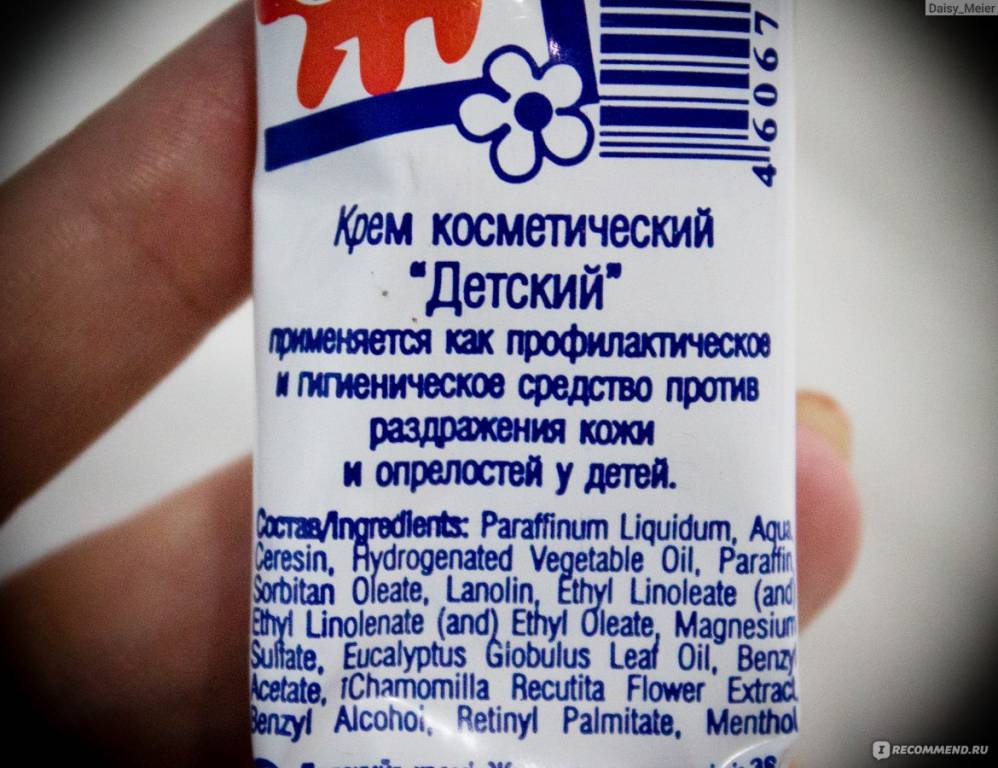 Daisy_Meier
4 6067
Крем косметический
"Детский"
применяется как профилактическое
и гигиеническое средство против
раздражения кожи
и опрелостей у детей.
Состав/Ingredients: Paraffinum Liquidum, Aqua,
Ceresin, Hydrogenated Vegetable Oil, Paraffin,
Sorbitan Oleate, Lanolin, Ethyl Linoleate (and)
Ethyl Linolenate (and) Ethyl Oleate, Magnesium
Sulfate, Eucalyptus Globulus Leaf Oil, Benzyl
Acetate, Chamomilla Recutita Flower Extract,
Benzyl Alcohol, Retinyl Palmitate, Menthol
IRECOMMEND.RU